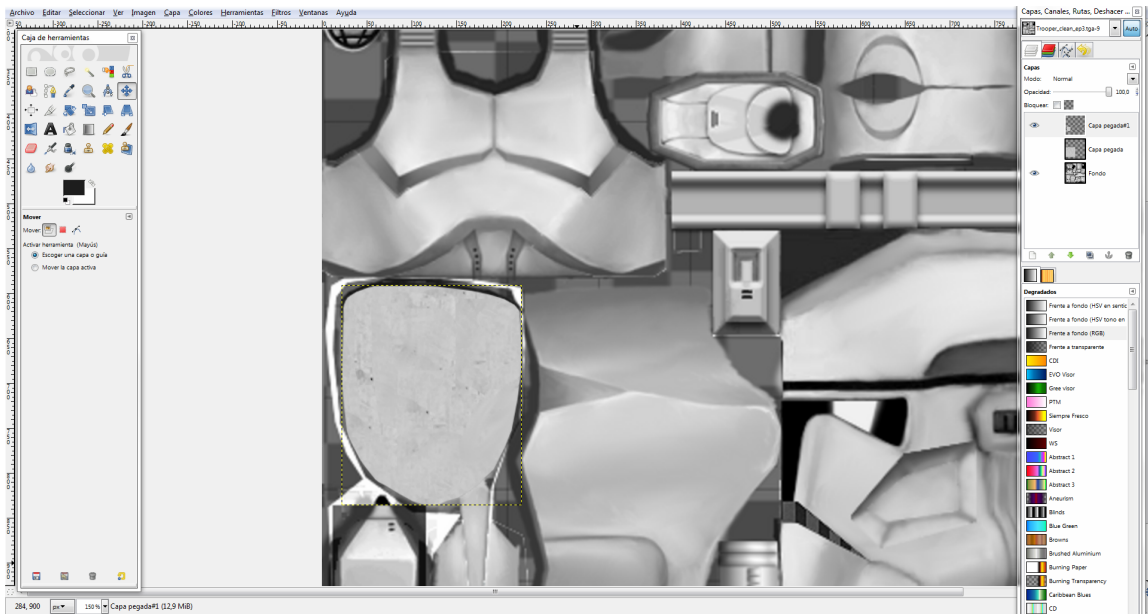 Archivo Editar Seleccionar Ver Imagen Capa Colores Herramientas Filtros Ventanas Ayuda
Caja de herramientas
Mover
Mover:
Activar herramienta (Mayús)
Escoger una capa o guía
Mover la capa activa
284, 900 px 150 % Capa pegada#1 (12,9 MiB)
Capas, Canales, Rutas, Deshacer ...
Trooper_clean_ep3.tga-9 Auto
Capas
Modo: Normal
Opacidad: 100,0
Bloquear:
Capa pegada#1
Capa pegada
Fondo
Degradados
Frente a fondo (HSV en sentic
Frente a fondo (HSV tono en
Frente a fondo (RGB)
Frente a transparente
CDI
EVO Visor
Gree visor
PTM
Siempre Fresco
Visor
WS
Abstract 1
Abstract 2
Abstract 3
Aneurism
Blinds
Blue Green
Browns
Brushed Aluminium
Burning Paper
Burning Transparency
Caribbean Blues
CD